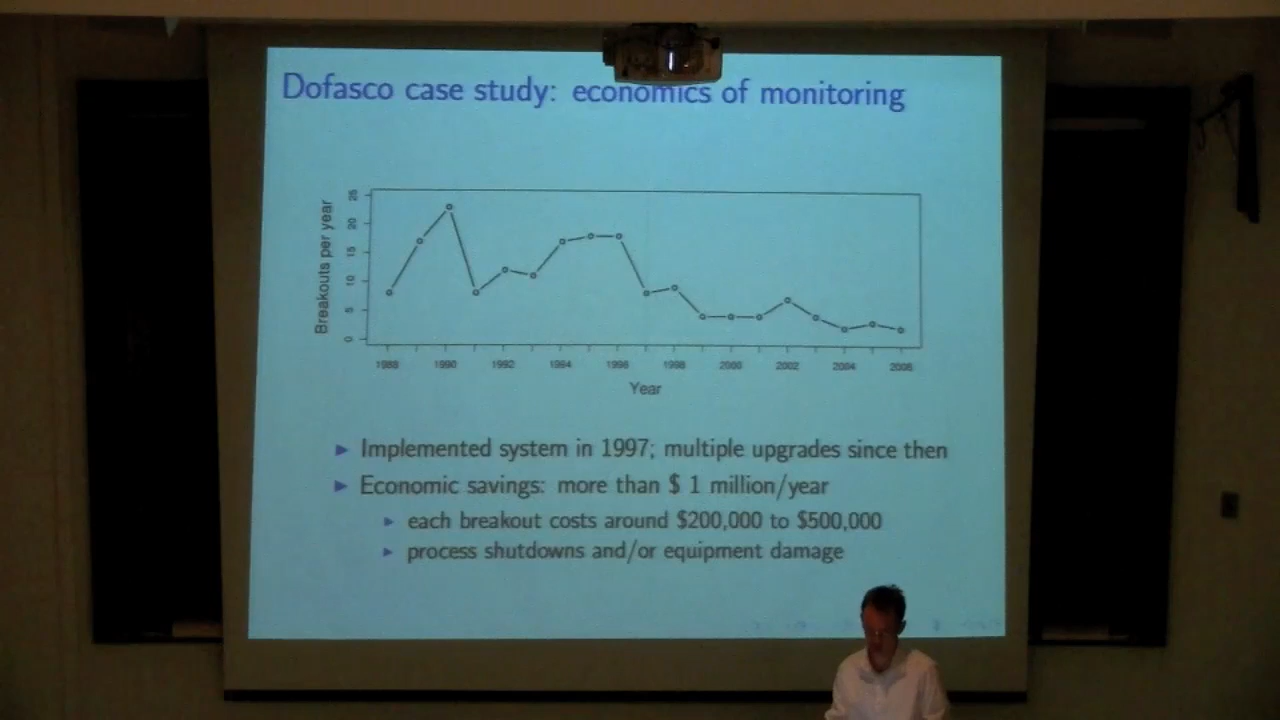 Dofasco case study: economics of monitoring
Breakouts per year
25
20
15
10
5
0
1988 1990 1992 1994 1996 1998 2000 2002 2004 2006
Year
Implemented system in 1997; multiple upgrades since then
Economic savings: more than $ 1 million/year
each breakout costs around $200,000 to $500,000
process shutdowns and/or equipment damage